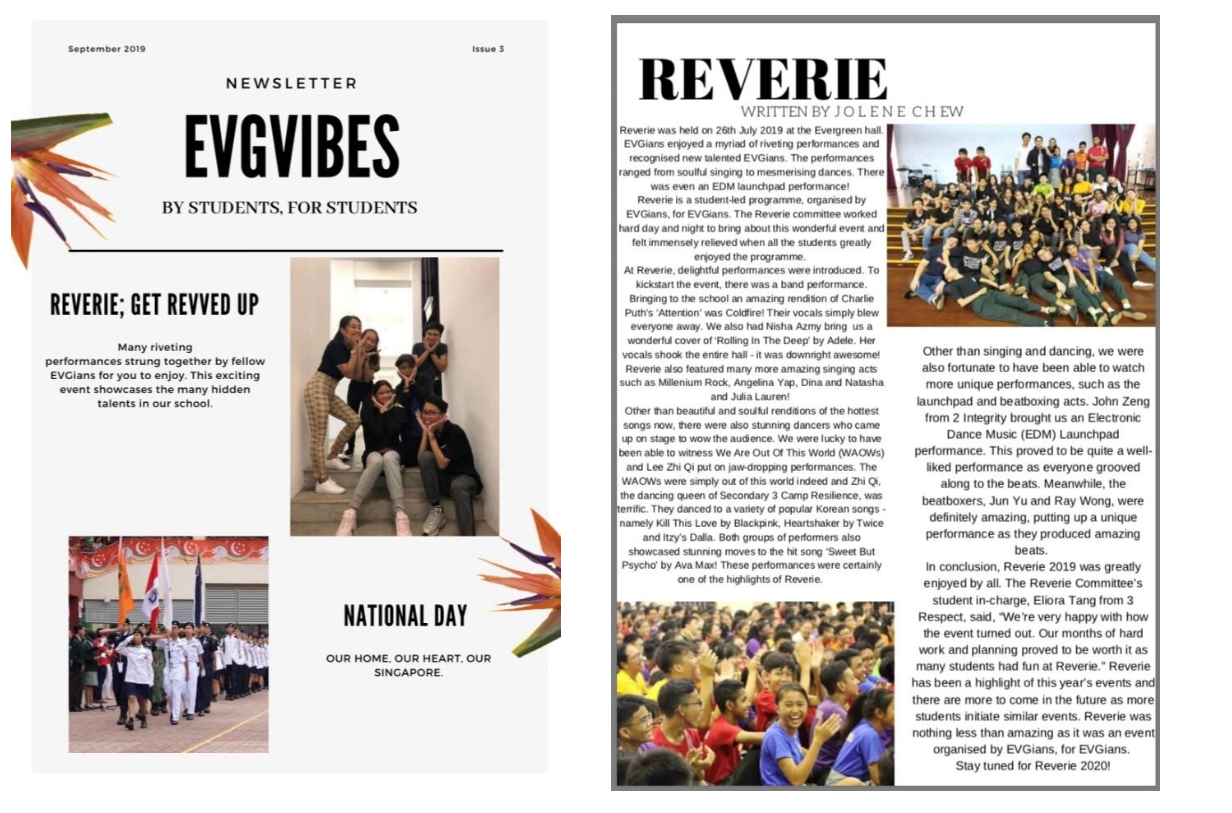 September 2019
Issue 3
NEWSLETTER
EVGVIBES
BY STUDENTS, FOR STUDENTS
REVERIE; GET REVVED UP
Many riveting
performances strung together by fellow
EVGians for you to enjoy. This exciting
event showcases the many hidden
talents in our school.
NATIONAL DAY
OUR HOME, OUR HEART, OUR
SINGAPORE.
REVERIE
WRITTEN BY JOLENE CHEW
Reverie was held on 26th July 2019 at the Evergreen hall.
EVGians enjoyed a myriad of riveting performances and
recognised new talented EVGians. The performances
ranged from soulful singing to mesmerising dances. There
was even an EDM launchpad performance!
Reverie is a student-led programme, organised by
EVGians, for EVGians. The Reverie committee worked
hard day and night to bring about this wonderful event and
felt immensely relieved when all the students greatly
enjoyed the programme.
At Reverie, delightful performances were introduced. To
kickstart the event, there was a band performance.
Bringing to the school an amazing rendition of Charlie
Puth's 'Attention' was Coldfire! Their vocals simply blew
everyone away. We also had Nisha Azmy bring us a
wonderful cover of 'Rolling In The Deep' by Adele. Her
vocals shook the entire hall - it was downright awesome!
Reverie also featured many more amazing singing acts
such as Millenium Rock, Angelina Yap, Dina and Natasha
and Julia Lauren!
Other than beautiful and soulful renditions of the hottest
songs now, there were also stunning dancers who came
up on stage to wow the audience. We were lucky to have
been able to witness We Are Out Of This World (WAOWs)
and Lee Zhi Qi put on jaw-dropping performances. The
WAOWs were simply out of this world indeed and Zhi Qi,
the dancing queen of Secondary 3 Camp Resilience, was
terrific. They danced to a variety of popular Korean songs -
namely Kill This Love by Blackpink, Heartshaker by Twice
and Itzy's Dalla. Both groups of performers also
showcased stunning moves to the hit song 'Sweet But
Psycho' by Ava Max! These performances were certainly
one of the highlights of Reverie.
Other than singing and dancing, we were
also fortunate to have been able to watch
more unique performances, such as the
launchpad and beatboxing acts. John Zeng
from 2 Integrity brought us an Electronic
Dance Music (EDM) Launchpad
performance. This proved to be quite a well-
liked performance as everyone grooved
along to the beats. Meanwhile, the
beatboxers, Jun Yu and Ray Wong, were
definitely amazing, putting up a unique
performance as they produced amazing
beats.
In conclusion, Reverie 2019 was greatly
enjoyed by all. The Reverie Committee's
student in-charge, Eliora Tang from 3
Respect, said, "We're very happy with how
the event turned out. Our months of hard
work and planning proved to be worth it as
many students had fun at Reverie." Reverie
has been a highlight of this year's events and
there are more to come in the future as more
students initiate similar events. Reverie was
nothing less than amazing as it was an event
organised by EVGians, for EVGians.
Stay tuned for Reverie 2020!